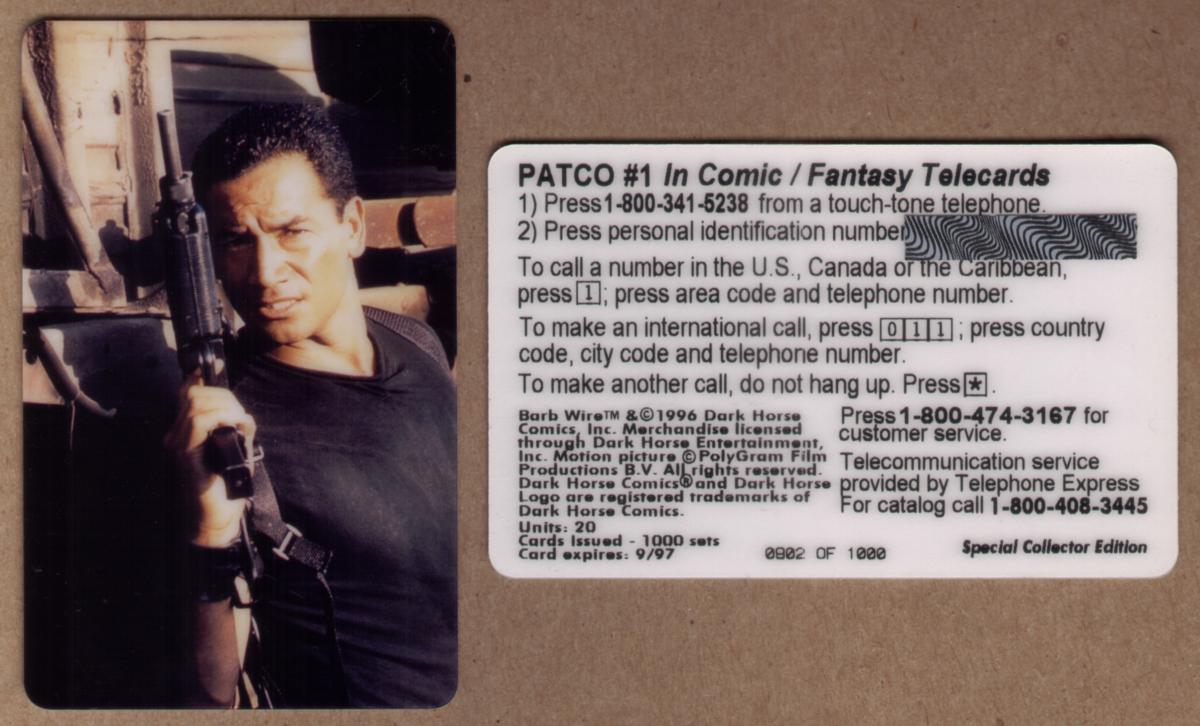 PATCO #1 In Comic / Fantasy Telecards
1) Press 1-800-341-5238 from a touch-tone telephone.
2) Press personal identification number
To call a number in the U.S., Canada or the Caribbean,
press 1; press area code and telephone number.
To make an international call, press 0 1 1; press country
code, city code and telephone number.
To make another call, do not hang up. Press *.
Barb Wire™ &©1996 Dark Horse
Comics, Inc. Merchandise licensed
through Dark Horse Entertainment,
Inc. Motion picture ©PolyGram Film
Productions B.V. All rights reserved.
Dark Horse Comics® and Dark Horse
Logo are registered trademarks of
Dark Horse Comics.
Units: 20
Cards Issued - 1000 sets
Card expires: 9/97
0802 OF 1000
Press 1-800-474-3167 for
customer service.
Telecommunication service
provided by Telephone Express
For catalog call 1-800-408-3445
Special Collector Edition